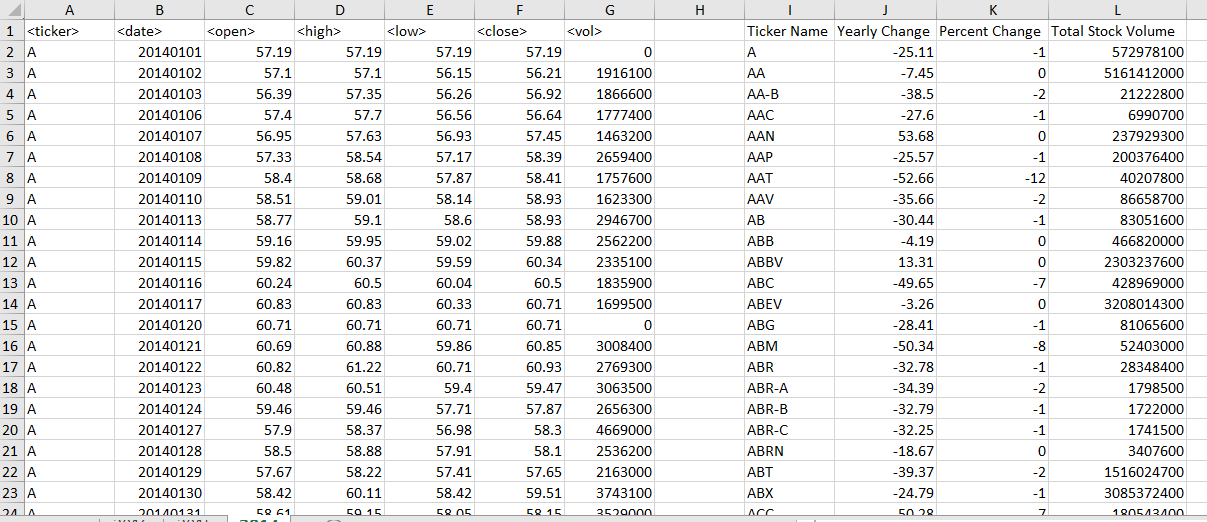 A B C D E F G H I J K L
1 <ticker> <date> <open> <high> <low> <close> <vol> Ticker Name Yearly Change Percent Change Total Stock Volume
2 A 20140101 57.19 57.19 57.19 57.19 0 A -25.11 -1 572978100
3 A 20140102 57.1 57.1 56.15 56.21 1916100 AA -7.45 0 5161412000
4 A 20140103 56.39 57.35 56.26 56.92 1866600 AA-B -38.5 -2 21222800
5 A 20140106 57.4 57.7 56.56 56.64 1777400 AAC -27.6 -1 6990700
6 A 20140107 56.95 57.63 56.93 57.45 1463200 AAN 53.68 0 237929300
7 A 20140108 57.33 58.54 57.17 58.39 2659400 AAP -25.57 -1 200376400
8 A 20140109 58.4 58.68 57.87 58.41 1757600 AAT -52.66 -12 40207800
9 A 20140110 58.51 59.01 58.14 58.93 1623300 AAV -35.66 -2 86658700
10 A 20140113 58.77 59.1 58.6 58.93 2946700 AB -30.44 -1 83051600
11 A 20140114 59.16 59.95 59.02 59.88 2562200 ABB -4.19 0 466820000
12 A 20140115 59.82 60.37 59.59 60.34 2335100 ABBV 13.31 0 2303237600
13 A 20140116 60.24 60.5 60.04 60.5 1835900 ABC -49.65 -7 428969000
14 A 20140117 60.83 60.83 60.33 60.71 1699500 ABEV -3.26 0 3208014300
15 A 20140120 60.71 60.71 60.71 60.71 0 ABG -28.41 -1 81065600
16 A 20140121 60.69 60.88 59.86 60.85 3008400 ABM -50.34 -8 52403000
17 A 20140122 60.82 61.22 60.71 60.93 2769300 ABR -32.78 -1 28348400
18 A 20140123 60.48 60.51 59.4 59.47 3063500 ABR-A -34.39 -2 1798500
19 A 20140124 59.46 59.46 57.71 57.87 2656300 ABR-B -32.79 -1 1722000
20 A 20140127 57.9 58.37 56.98 58.3 4669000 ABR-C -32.25 -1 1741500
21 A 20140128 58.5 58.88 57.91 58.1 2536200 ABRN -18.67 0 3407600
22 A 20140129 57.67 58.22 57.41 57.65 2163000 ABT -39.37 -2 1516024700
23 A 20140130 58.42 60.11 58.42 59.51 3743100 ABX -24.79 -1 3085372400
24 A 20140131 58.61 59.15 58.05 58.15 3529000 ACC 50.28 7 180543400